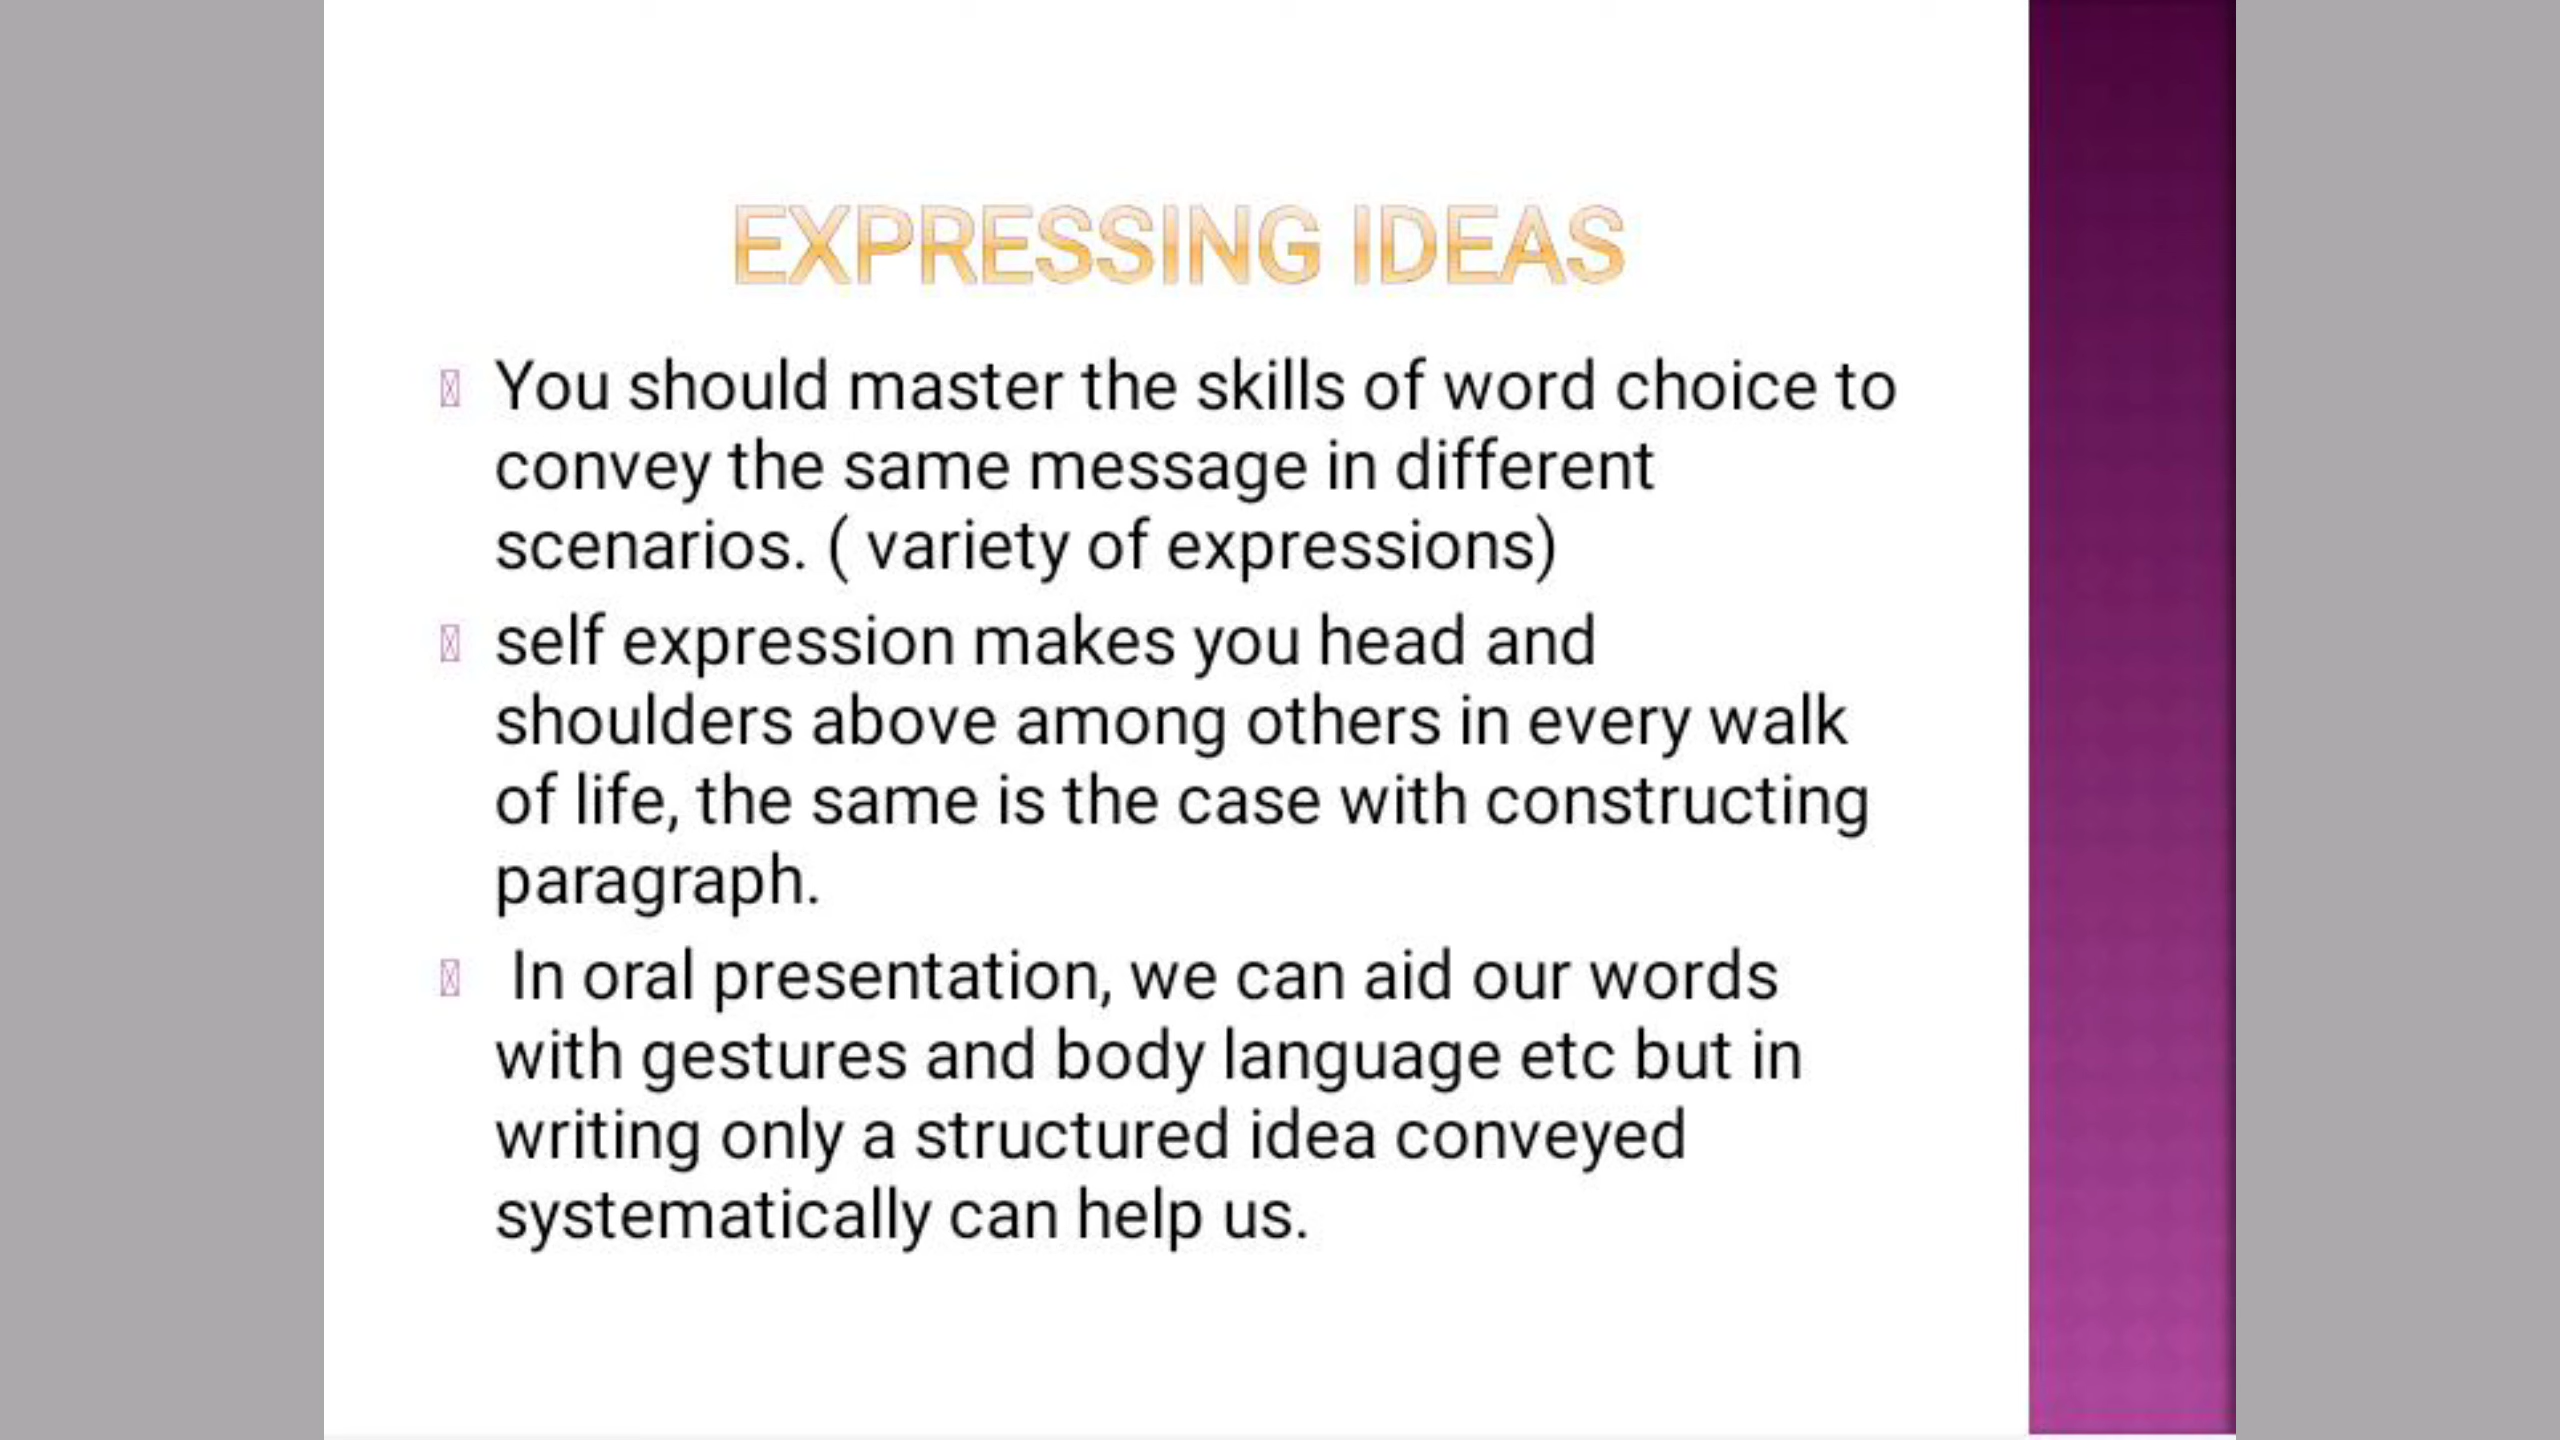 EXPRESSING IDEAS
You should master the skills of word choice to
convey the same message in different
scenarios. ( variety of expressions)
self expression makes you head and
shoulders above among others in every walk
of life, the same is the case with constructing
paragraph.
In oral presentation, we can aid our words
with gestures and body language etc but in
writing only a structured idea conveyed
systematically can help us.